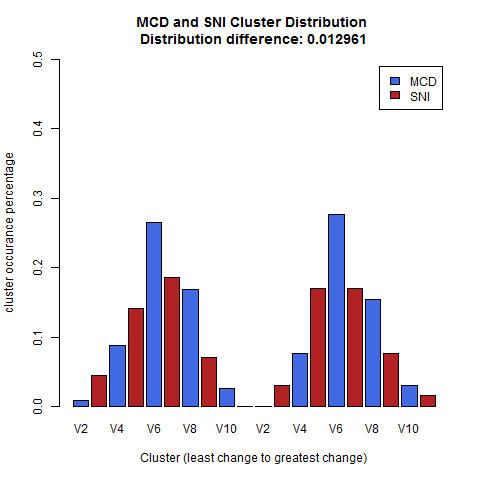 MCD and SNI Cluster Distribution
Distribution difference: 0.012961
MCD
SNI
cluster occurance percentage
0.5
0.4
0.3
0.2
0.1
0.0
V2 V4 V6 V8 V10 V2 V4 V6 V8 V10
Cluster (least change to greatest change)